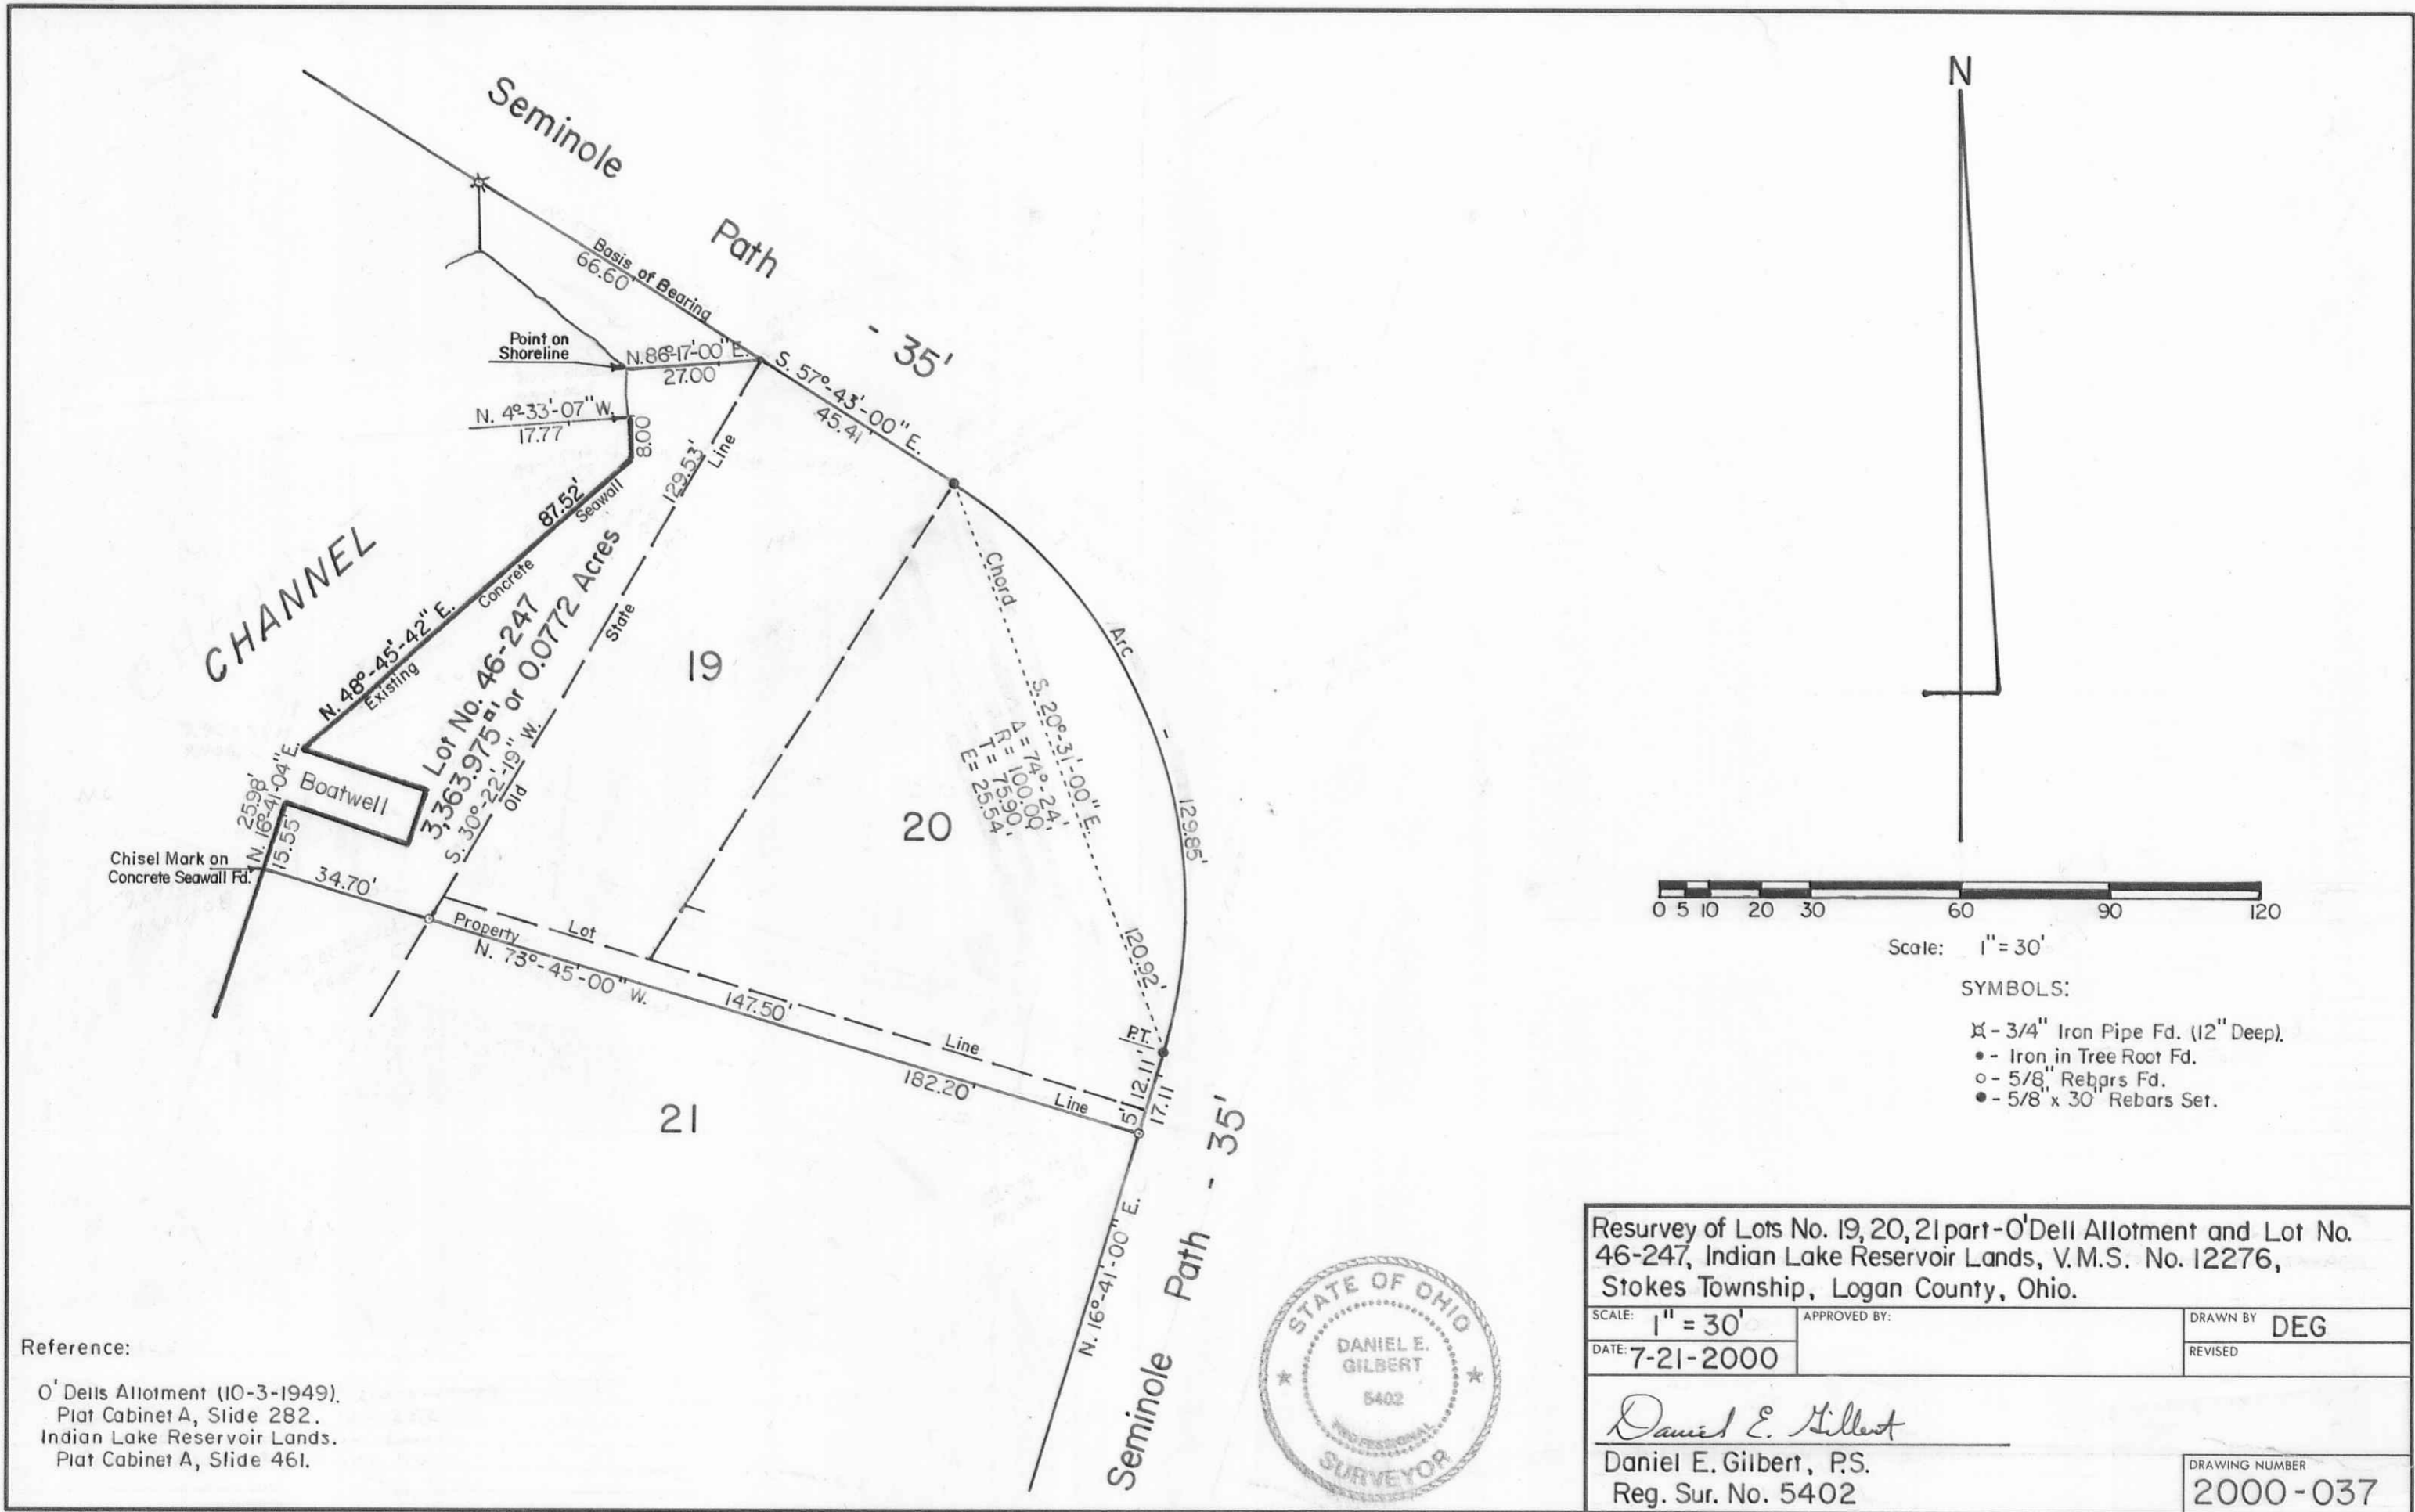 Seminole
Path
- 35'
N
Basis of Bearing
66.60'
Point on
Shoreline
N. 86°-17'-00" E.
27.00'
S. 57°-43'-00" E.
45.41'
N. 4°-33'-07" W.
17.77'
8.00'
129.53'
Line
87.52'
Seawall
CHANNEL
Concrete
N. 48°-45'-42" E.
Existing
Lot No. 46-247
3,363.975 □' or 0.0772 Acres
State
S. 30°-22'-19" W.
Old
19
Chord
Arc -
129.85'
S. 20°-31'-00" E.
Δ = 74°-24'
R = 100.00'
T = 75.90'
E = 25.54'
20
120.92'
Boatwell
25.98'
N. 16°-41'-04" E.
15.55'
Chisel Mark on
Concrete Seawall Fd.
34.70'
Property
Lot
N. 73°-45'-00" W.
147.50'
Line
182.20'
Line
P.T.
12.11'
5'
17.11'
21
N. 16°-41'-00" E.
Seminole Path - 35'
0 5 10 20 30 60 90 120
Scale: 1" = 30'
SYMBOLS:
¤ - 3/4" Iron Pipe Fd. (12" Deep).
• - Iron in Tree Root Fd.
○ - 5/8" Rebars Fd.
● - 5/8" x 30" Rebars Set.
Reference:
O'Dells Allotment (10-3-1949).
Plat Cabinet A, Slide 282.
Indian Lake Reservoir Lands.
Plat Cabinet A, Slide 461.
STATE OF OHIO
DANIEL E.
GILBERT
5402
PROFESSIONAL
SURVEYOR
Resurvey of Lots No. 19, 20, 21 part-O'Dell Allotment and Lot No.
46-247, Indian Lake Reservoir Lands, V.M.S. No. 12276,
Stokes Township, Logan County, Ohio.
SCALE: 1" = 30'
APPROVED BY:
DRAWN BY DEG
DATE: 7-21-2000
REVISED
Daniel E. Gilbert
Daniel E. Gilbert, P.S.
Reg. Sur. No. 5402
DRAWING NUMBER
2000-037